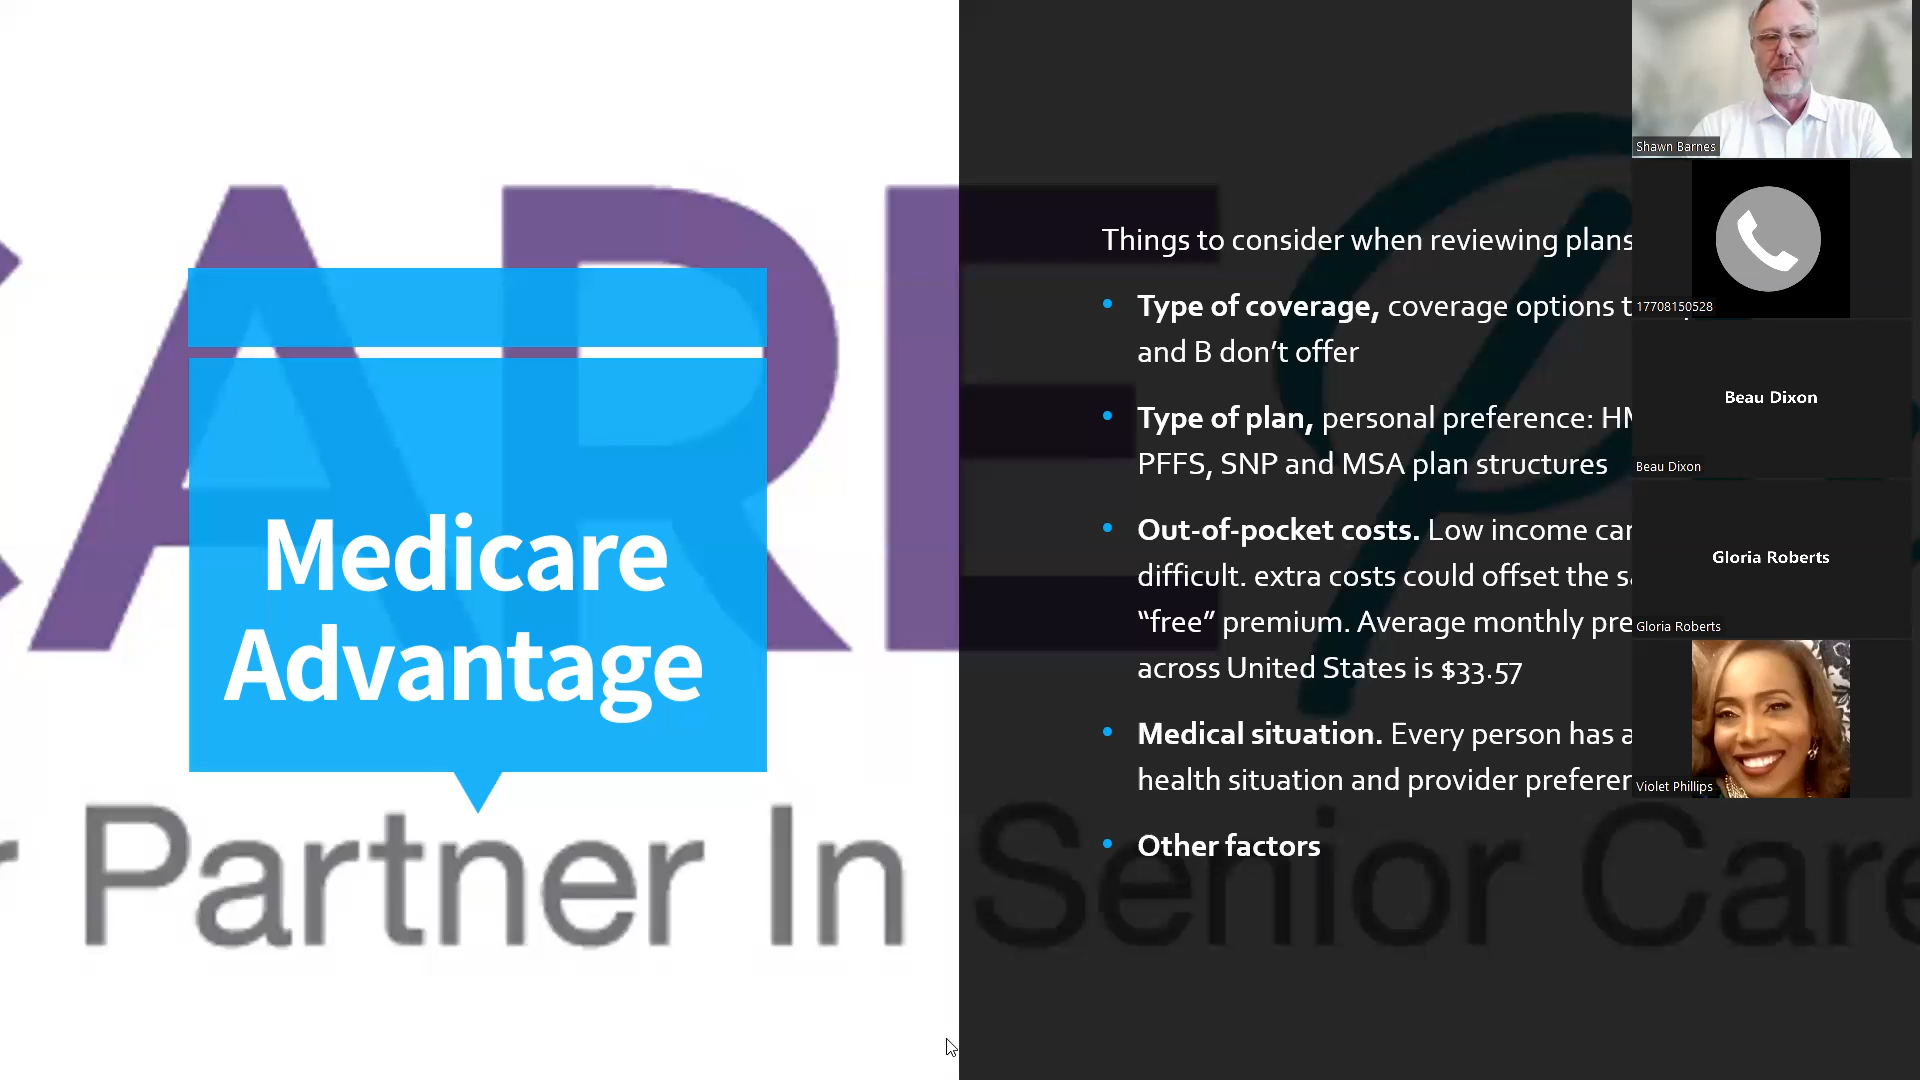 CARE
r Partner In Senior Care
Medicare
Advantage
Things to consider when reviewing plans
Type of coverage, coverage options
and B don’t offer
Type of plan, personal preference:
PFFS, SNP and MSA plan structures
Out-of-pocket costs. Low income
difficult. extra costs could offset the
“free” premium. Average monthly
across United States is $33.57
Medical situation. Every person has
health situation and provider
Other factors
Shawn Barnes
17708150528
Beau Dixon
Beau Dixon
Gloria Roberts
Gloria Roberts
Violet Phillips